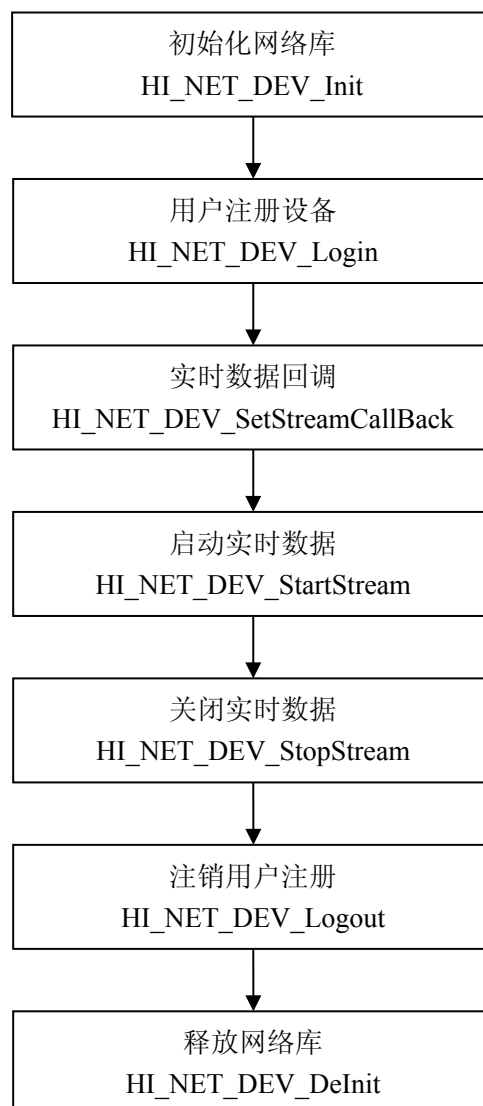 初始化网络库
HI_NET_DEV_Init
用户注册设备
HI_NET_DEV_Login
实时数据回调
HI_NET_DEV_SetStreamCallBack
启动实时数据
HI_NET_DEV_StartStream
关闭实时数据
HI_NET_DEV_StopStream
注销用户注册
HI_NET_DEV_Logout
释放网络库
HI_NET_DEV_DeInit